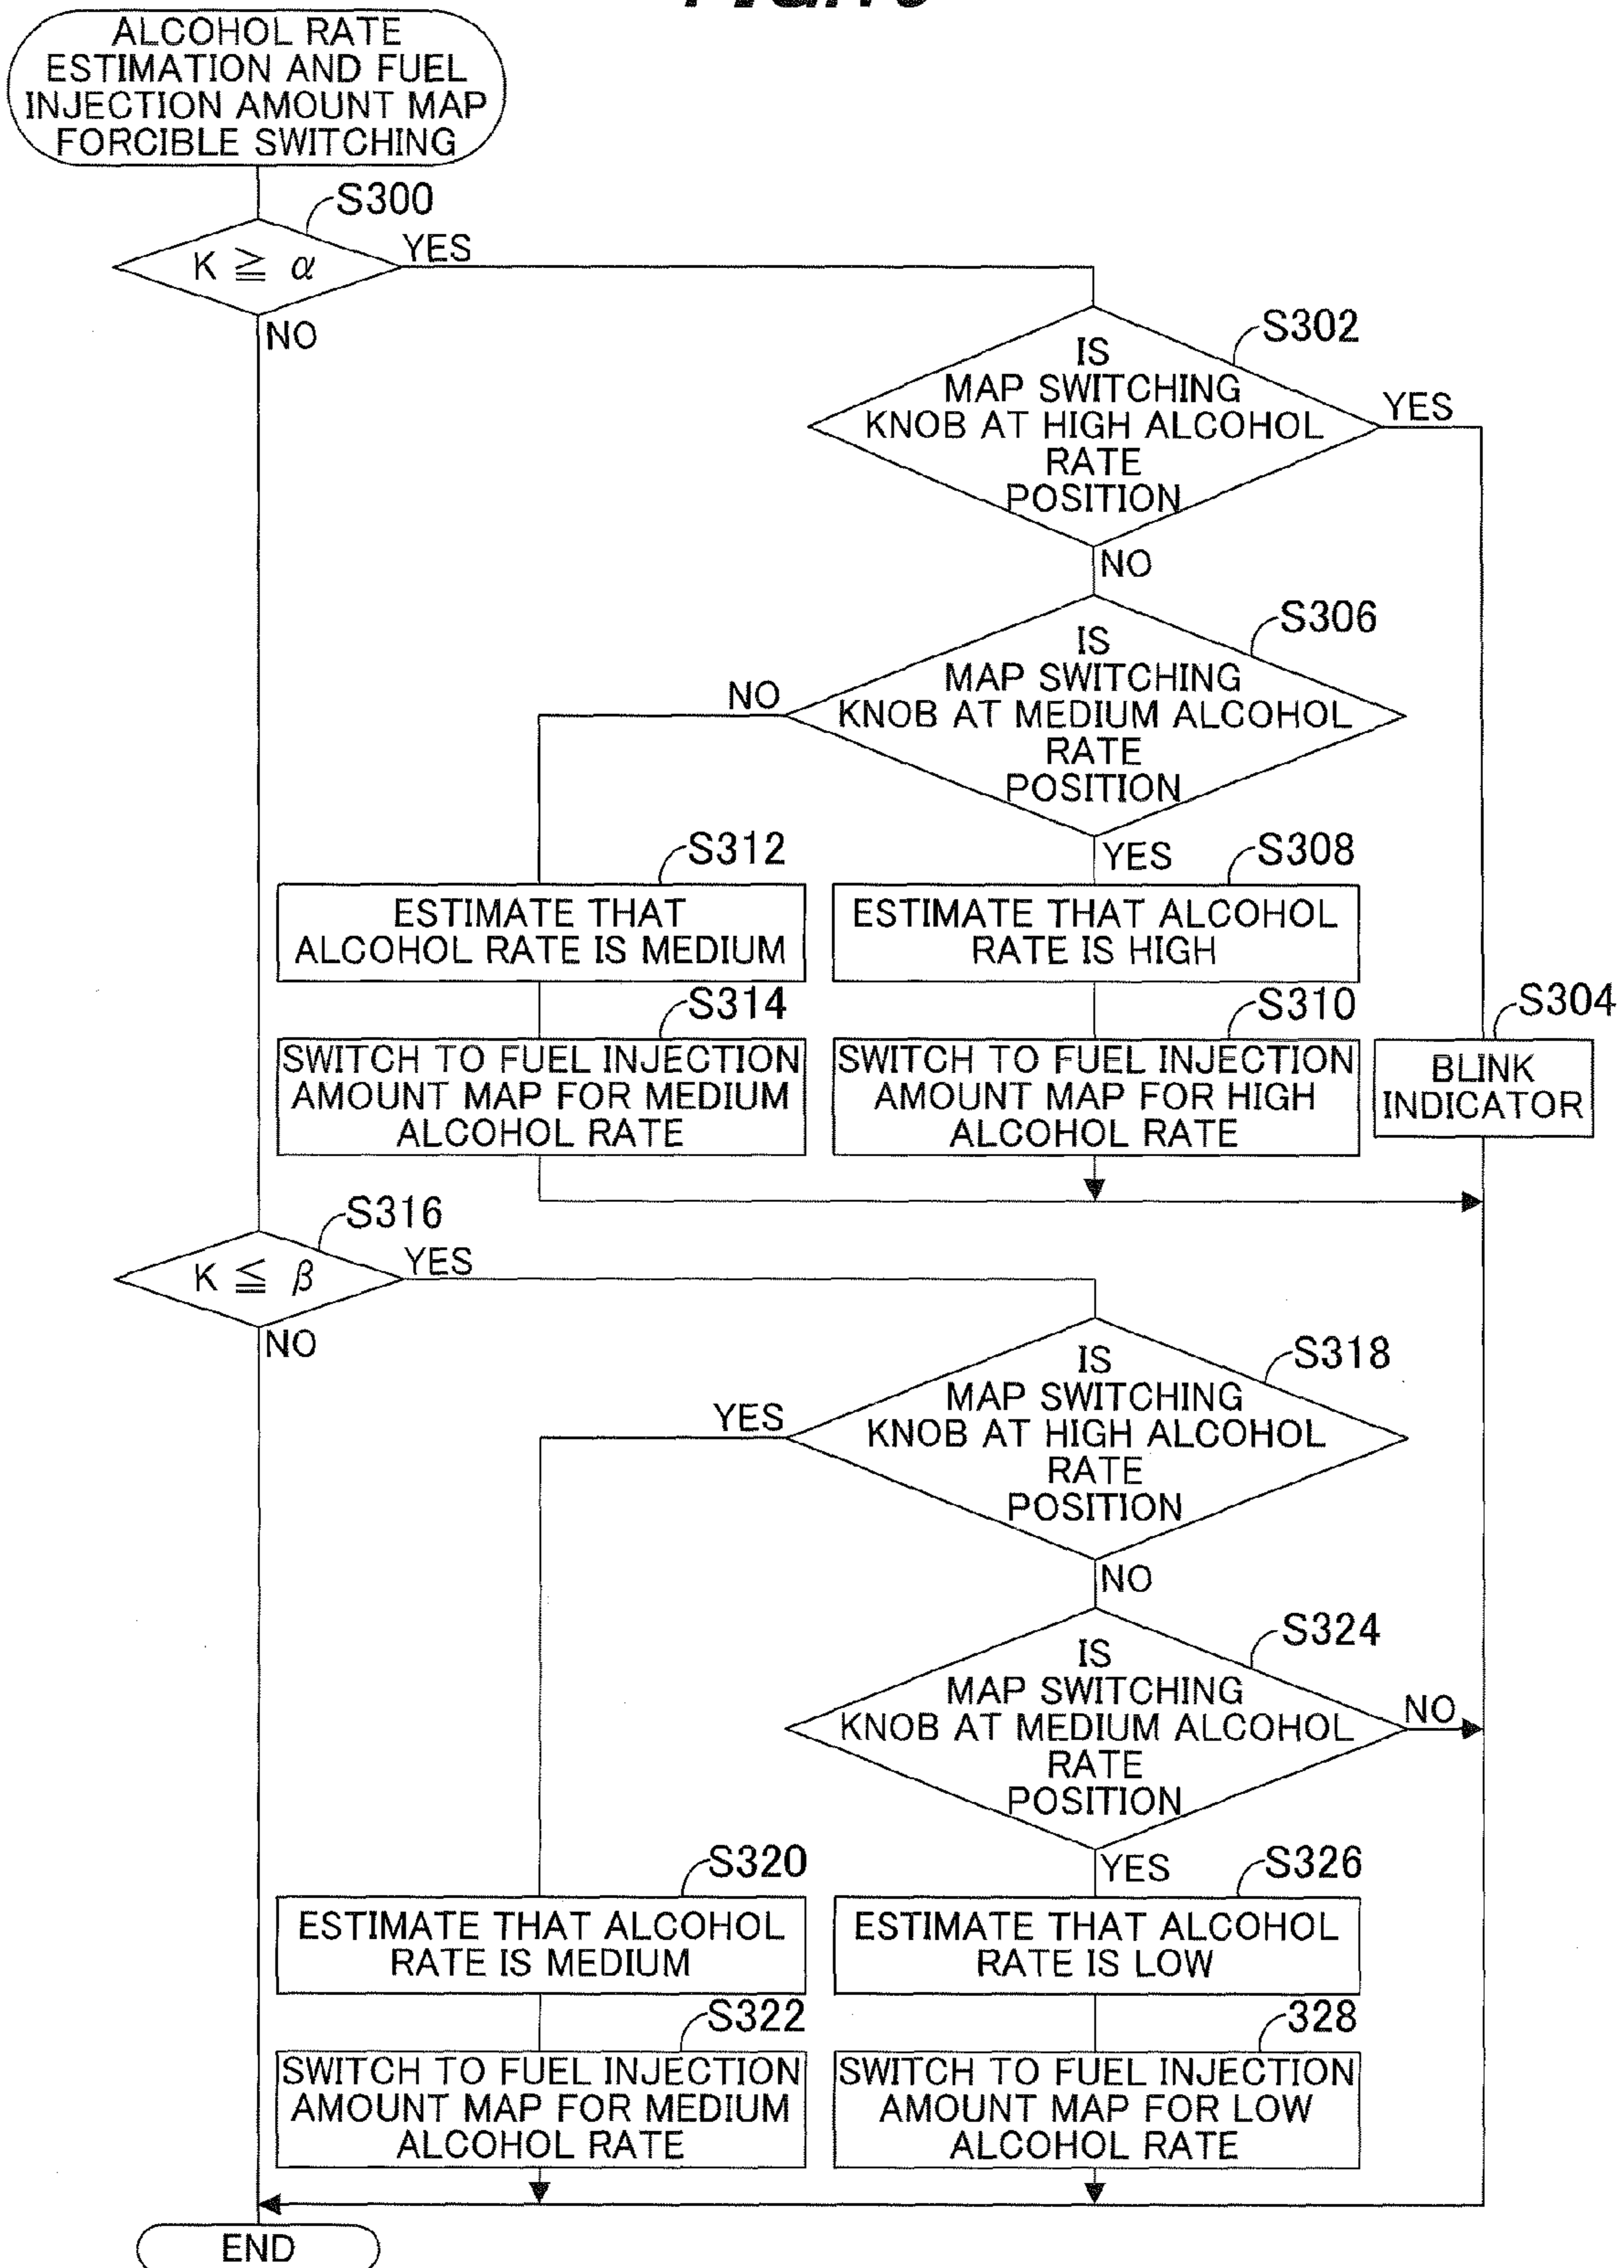 ALCOHOL RATE
ESTIMATION AND FUEL
INJECTION AMOUNT MAP
FORCIBLE SWITCHING
S300
K ≧ α
YES
NO
S302
IS
MAP SWITCHING
KNOB AT HIGH ALCOHOL
RATE
POSITION
YES
NO
S306
IS
MAP SWITCHING
KNOB AT MEDIUM ALCOHOL
RATE
POSITION
NO
YES
S312
ESTIMATE THAT
ALCOHOL RATE IS MEDIUM
S308
ESTIMATE THAT ALCOHOL
RATE IS HIGH
S314
SWITCH TO FUEL INJECTION
AMOUNT MAP FOR MEDIUM
ALCOHOL RATE
S310
SWITCH TO FUEL INJECTION
AMOUNT MAP FOR HIGH
ALCOHOL RATE
S304
BLINK
INDICATOR
S316
K ≦ β
YES
NO
S318
IS
MAP SWITCHING
KNOB AT HIGH ALCOHOL
RATE
POSITION
YES
NO
S324
IS
MAP SWITCHING
KNOB AT MEDIUM ALCOHOL
RATE
POSITION
NO
YES
S320
ESTIMATE THAT ALCOHOL
RATE IS MEDIUM
S326
ESTIMATE THAT ALCOHOL
RATE IS LOW
S322
SWITCH TO FUEL INJECTION
AMOUNT MAP FOR MEDIUM
ALCOHOL RATE
328
SWITCH TO FUEL INJECTION
AMOUNT MAP FOR LOW
ALCOHOL RATE
END